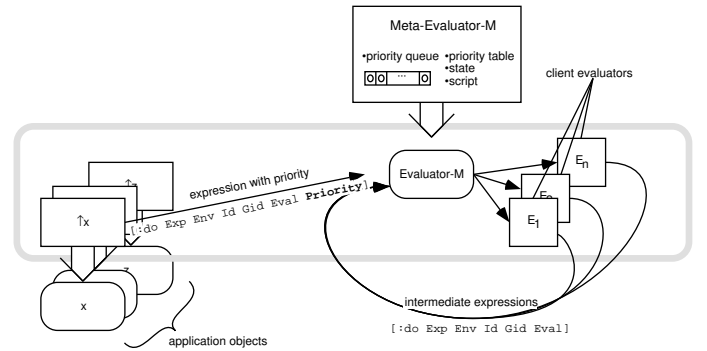 Meta-Evaluator-M
•priority queue •priority table
•state
•script
...
client evaluators
expression with priority
[:do Exp Env Id Gid Eval Priority]
Evaluator-M
En
E1
↑x
x
application objects
intermediate expressions
[:do Exp Env Id Gid Eval]